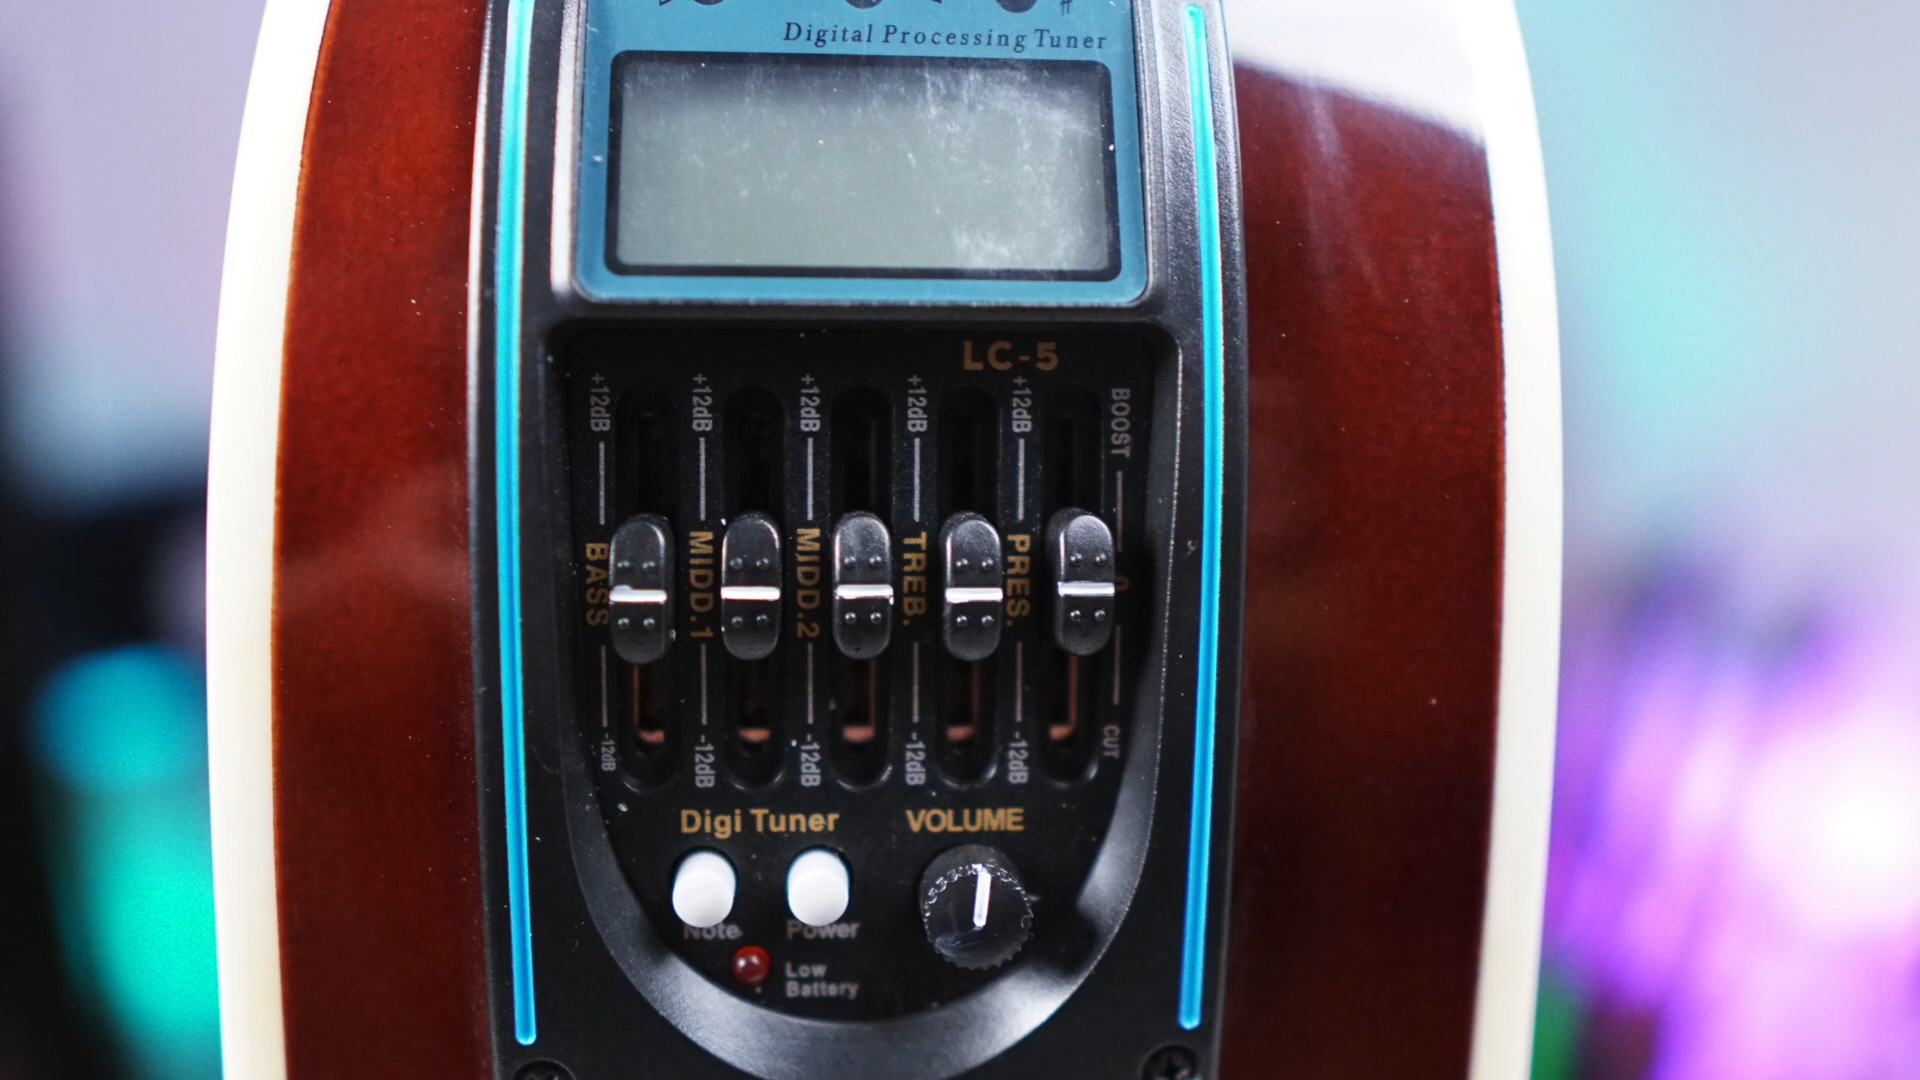 Digital Processing Tuner
LC-5
+12dB
+12dB
+12dB
+12dB
+12dB
BOOST
BASS
MIDD.1
MIDD.2
TREB.
PRES.
0
-12dB
-12dB
-12dB
-12dB
-12dB
CUT
Digi Tuner
VOLUME
Note
Power
Low
Battery